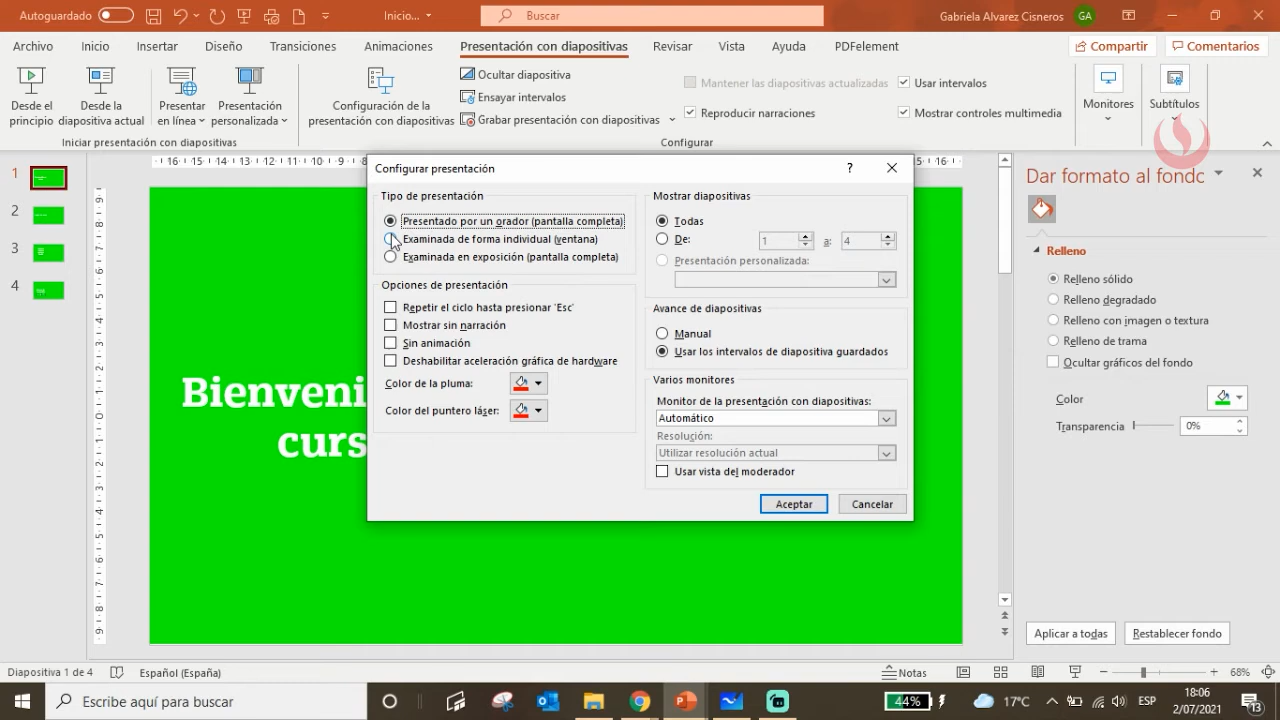 Autoguardado
Inicio...
Buscar
Gabriela Alvarez Cisneros
GA
Archivo
Inicio
Insertar
Diseño
Transiciones
Animaciones
Presentación con diapositivas
Revisar
Vista
Ayuda
PDFelement
Compartir
Comentarios
Desde el principio
Desde la diapositiva actual
Presentar en línea
Presentación personalizada
Configuración de la presentación con diapositivas
Ocultar diapositiva
Ensayar intervalos
Grabar presentación con diapositivas
Mantener las diapositivas actualizadas
Reproducir narraciones
Usar intervalos
Mostrar controles multimedia
Monitores
Subtítulos
Iniciar presentación con diapositivas
Configurar
1
2
3
4
Bienveni
curs
Configurar presentación
?
Tipo de presentación
Presentado por un orador (pantalla completa)
Examinada de forma individual (ventana)
Examinada en exposición (pantalla completa)
Opciones de presentación
Repetir el ciclo hasta presionar 'Esc'
Mostrar sin narración
Sin animación
Deshabilitar aceleración gráfica de hardware
Color de la pluma:
Color del puntero láser:
Mostrar diapositivas
Todas
De: 1 a: 4
Presentación personalizada:
Avance de diapositivas
Manual
Usar los intervalos de diapositiva guardados
Varios monitores
Monitor de la presentación con diapositivas:
Automático
Resolución:
Utilizar resolución actual
Usar vista del moderador
Aceptar
Cancelar
Dar formato al fondo
Relleno
Relleno sólido
Relleno degradado
Relleno con imagen o textura
Relleno de trama
Ocultar gráficos del fondo
Color
Transparencia
0%
Aplicar a todas
Restablecer fondo
Diapositiva 1 de 4
Español (España)
Notas
68%
Escribe aquí para buscar
44%
17°C
ESP
18:06
2/07/2021
13